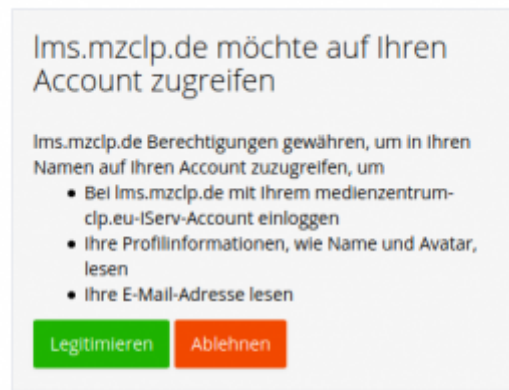 lms.mzclp.de möchte auf Ihren
Account zugreifen
lms.mzclp.de Berechtigungen gewähren, um in Ihren
Namen auf Ihren Account zuzugreifen, um
• Bei lms.mzclp.de mit Ihrem medienzentrum-
clp.eu-IServ-Account einloggen
• Ihre Profilinformationen, wie Name und Avatar,
lesen
• Ihre E-Mail-Adresse lesen
Legitimieren Ablehnen